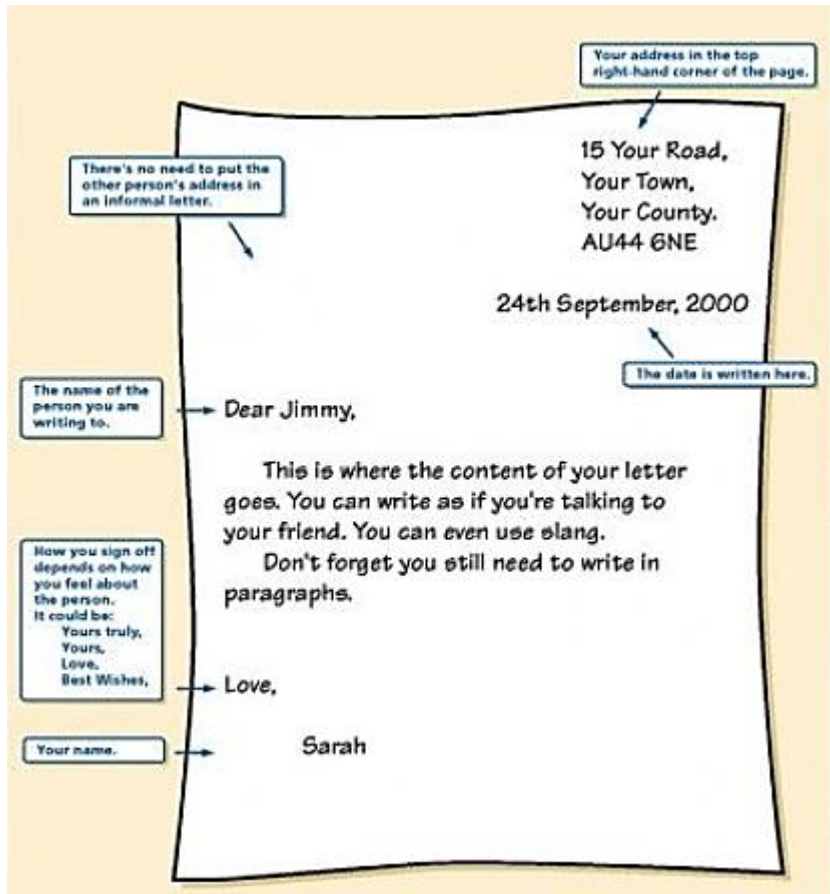 Your address in the top
right-hand corner of the page.
15 Your Road,
Your Town,
Your County.
AU44 6NE
There's no need to put the
other person's address in
an informal letter.
24th September, 2000
The date is written here.
The name of the
person you are
writing to.
Dear Jimmy,
This is where the content of your letter
goes. You can write as if you're talking to
your friend. You can even use slang.
Don't forget you still need to write in
paragraphs.
How you sign off
depends on how
you feel about
the person.
It could be:
Yours truly,
Yours,
Love,
Best Wishes,
Love,
Your name.
Sarah